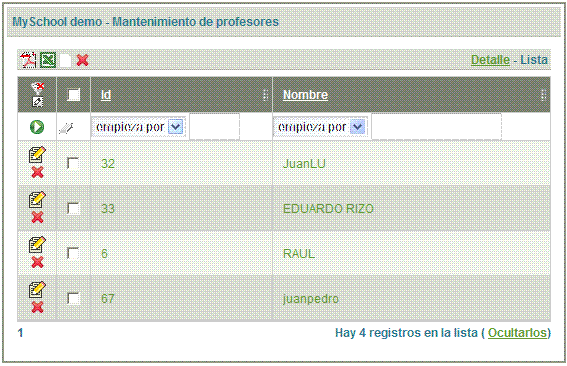 MySchool demo - Mantenimiento de profesores
Detalle - Lista
Id Nombre
empieza por empieza por
32 JuanLU
33 EDUARDO RIZO
6 RAUL
67 juanpedro
1 Hay 4 registros en la lista ( Ocultarlos)